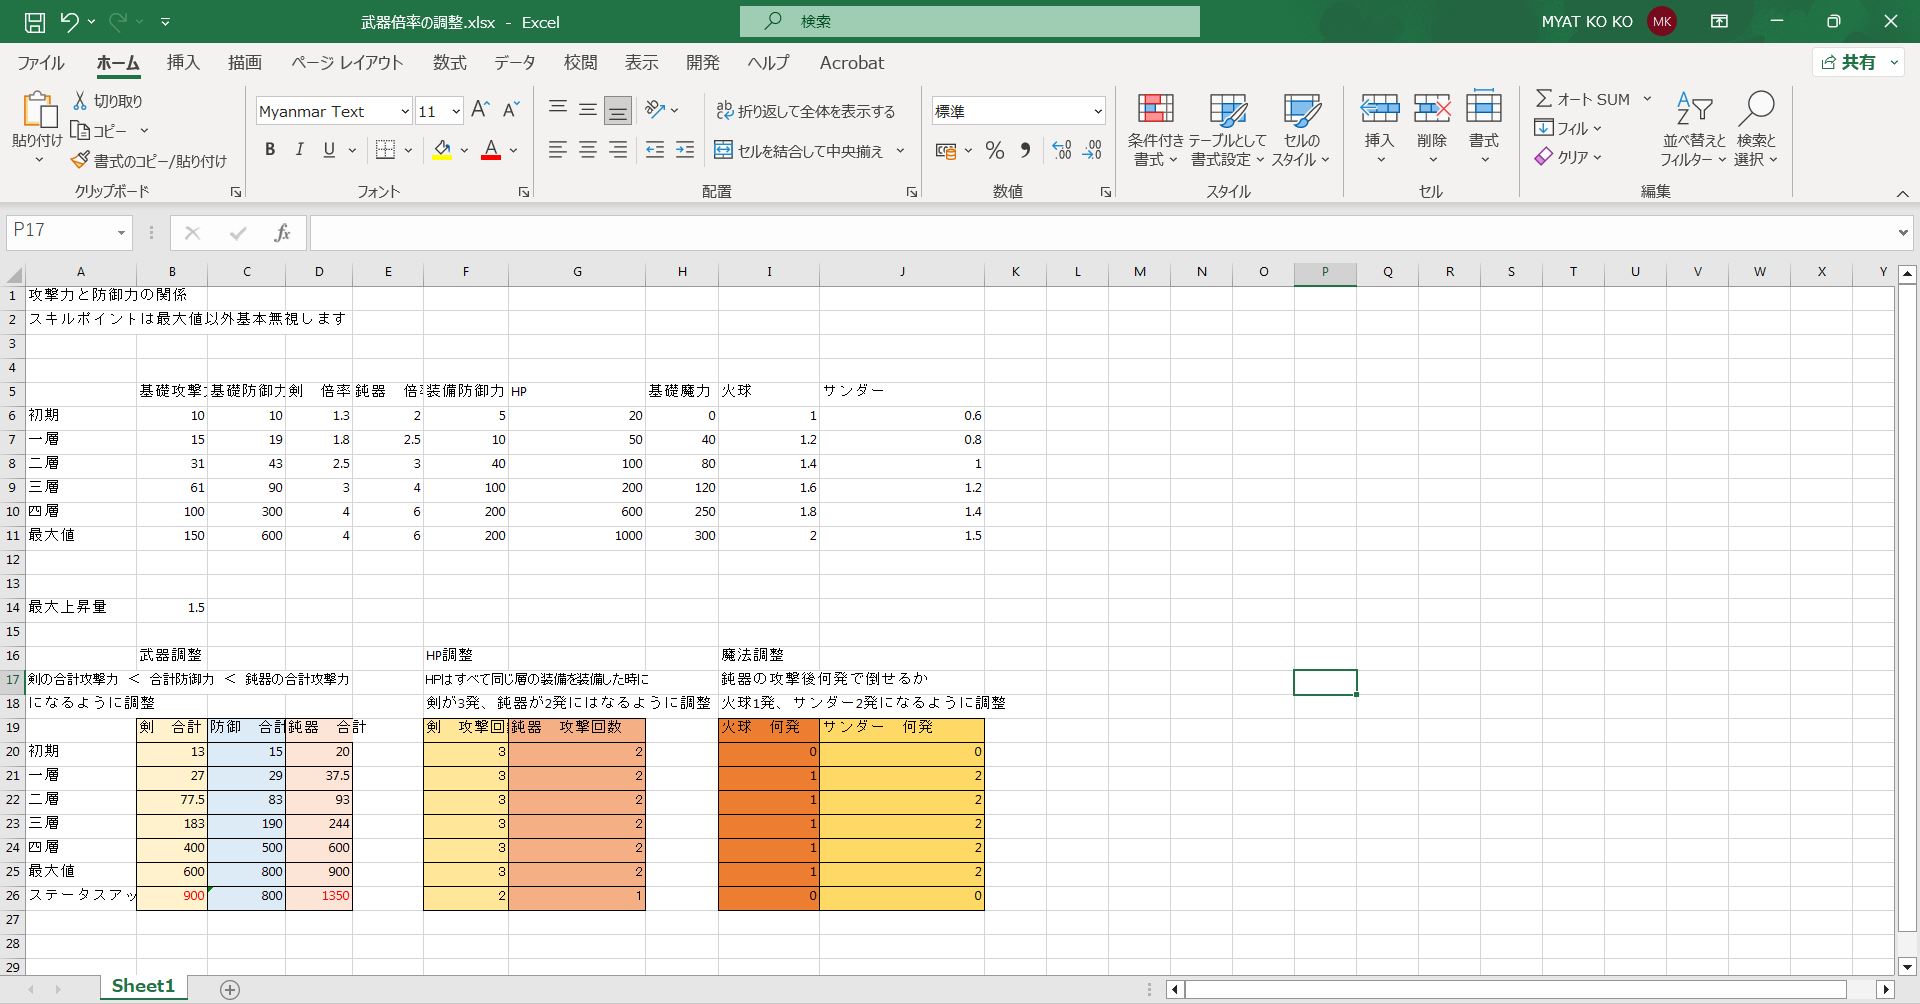 武器倍率の調整.xlsx - Excel
検索
MYAT KO KO MK
ファイル ホーム 挿入 描画 ページ レイアウト 数式 データ 校閲 表示 開発 ヘルプ Acrobat 共有
貼り付け 切り取り コピー 書式のコピー/貼り付け
クリップボード
Myanmar Text 11
B I U A
フォント
折り返して全体を表示する
セルを結合して中央揃え
配置
標準
数値
条件付き書式 テーブルとして書式設定 セルのスタイル
スタイル
挿入 削除 書式
セル
オート SUM
フィル
クリア
並べ替えとフィルター 検索と選択
編集
P17 fx
A B C D E F G H I J K L M N O P Q R S T U V W X Y
1 攻撃力と防御力の関係
2 スキルポイントは最大値以外基本無視します
3
4
5 基礎攻撃 基礎防御力 剣 倍率 鈍器 倍 装備防御力 HP 基礎魔力 火球 サンダー
6 初期 10 10 1.3 2 5 20 0 1 0.6
7 一層 15 19 1.8 2.5 10 50 40 1.2 0.8
8 二層 31 43 2.5 3 40 100 80 1.4 1
9 三層 61 90 3 4 100 200 120 1.6 1.2
10 四層 100 300 4 6 200 600 250 1.8 1.4
11 最大値 150 600 4 6 200 1000 300 2 1.5
12
13
14 最大上昇量 1.5
15
16 武器調整 HP調整 魔法調整
17 剣の合計攻撃力 ＜ 合計防御力 ＜ 鈍器の合計攻撃力 HPはすべて同じ層の装備を装備した時に 鈍器の攻撃後何発で倒せるか
18 になるように調整 剣が3発、鈍器が2発にはなるように調整 火球1発、サンダー2発になるように調整
19 剣 合計 防御 合計 鈍器 合計 剣 攻撃回 鈍器 攻撃回数 火球 何発 サンダー 何発
20 初期 13 15 20 3 2 0 0
21 一層 27 29 37.5 3 2 1 2
22 二層 77.5 83 93 3 2 1 2
23 三層 183 190 244 3 2 1 2
24 四層 400 500 600 3 2 1 2
25 最大値 600 800 900 3 2 1 2
26 ステータスアッ 900 800 1350 2 1 0 0
27
28
29
Sheet1